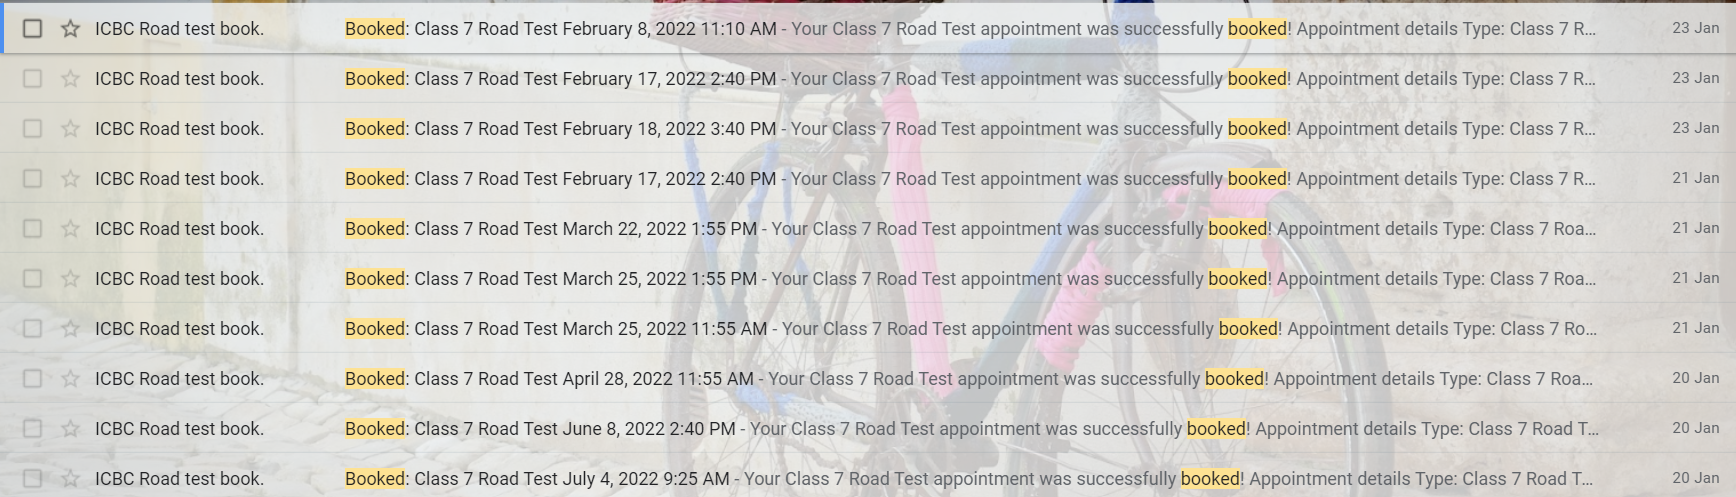 ICBC Road test book. Booked: Class 7 Road Test February 8, 2022 11:10 AM - Your Class 7 Road Test appointment was successfully booked! Appointment details Type: Class 7 R... 23 Jan
ICBC Road test book. Booked: Class 7 Road Test February 17, 2022 2:40 PM - Your Class 7 Road Test appointment was successfully booked! Appointment details Type: Class 7 R... 23 Jan
ICBC Road test book. Booked: Class 7 Road Test February 18, 2022 3:40 PM - Your Class 7 Road Test appointment was successfully booked! Appointment details Type: Class 7 R... 23 Jan
ICBC Road test book. Booked: Class 7 Road Test February 17, 2022 2:40 PM - Your Class 7 Road Test appointment was successfully booked! Appointment details Type: Class 7 R... 21 Jan
ICBC Road test book. Booked: Class 7 Road Test March 22, 2022 1:55 PM - Your Class 7 Road Test appointment was successfully booked! Appointment details Type: Class 7 Roa... 21 Jan
ICBC Road test book. Booked: Class 7 Road Test March 25, 2022 1:55 PM - Your Class 7 Road Test appointment was successfully booked! Appointment details Type: Class 7 Roa... 21 Jan
ICBC Road test book. Booked: Class 7 Road Test March 25, 2022 11:55 AM - Your Class 7 Road Test appointment was successfully booked! Appointment details Type: Class 7 Ro... 21 Jan
ICBC Road test book. Booked: Class 7 Road Test April 28, 2022 11:55 AM - Your Class 7 Road Test appointment was successfully booked! Appointment details Type: Class 7 Roa... 20 Jan
ICBC Road test book. Booked: Class 7 Road Test June 8, 2022 2:40 PM - Your Class 7 Road Test appointment was successfully booked! Appointment details Type: Class 7 Road T... 20 Jan
ICBC Road test book. Booked: Class 7 Road Test July 4, 2022 9:25 AM - Your Class 7 Road Test appointment was successfully booked! Appointment details Type: Class 7 Road T... 20 Jan